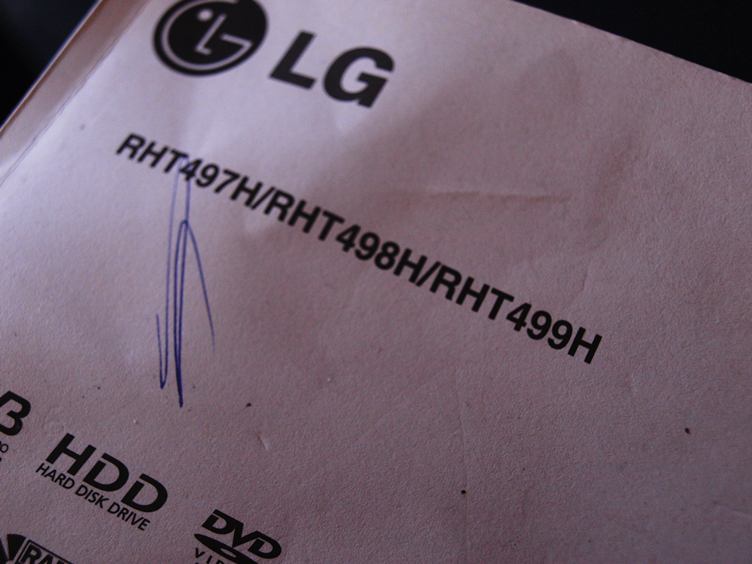 LG
RHT497H/RHT498H/RHT499H
HDD
HARD DISK DRIVE
DVD